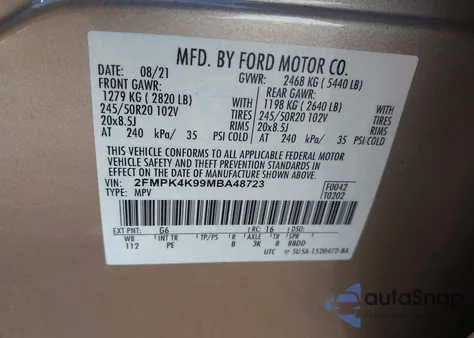 MFD. BY FORD MOTOR CO.
DATE: 08/21 GVWR: 2468 KG (5440 LB)
FRONT GAWR: REAR GAWR:
1279 KG (2820 LB) 1198 KG (2640 LB)
245/50R20 102V TIRES 245/50R20 102V
20x8.5J RIMS 20x8.5J
AT 240 kPa/ 35 PSI COLD AT 240 kPa/ 35 PSI COLD
THIS VEHICLE CONFORMS TO ALL APPLICABLE FEDERAL MOTOR
VEHICLE SAFETY AND THEFT PREVENTION STANDARDS IN
EFFECT ON THE DATE OF MANUFACTURE SHOWN ABOVE.
VIN: 2FMPK4K99MBA48723 F0042
TYPE: MPV T0202
EXT PNT: G6 RC: 16 DSO:
WB INT TR TP/PS R AXLE TR SPR
112 PE B 3K B BBDD
UTC
autoSnap